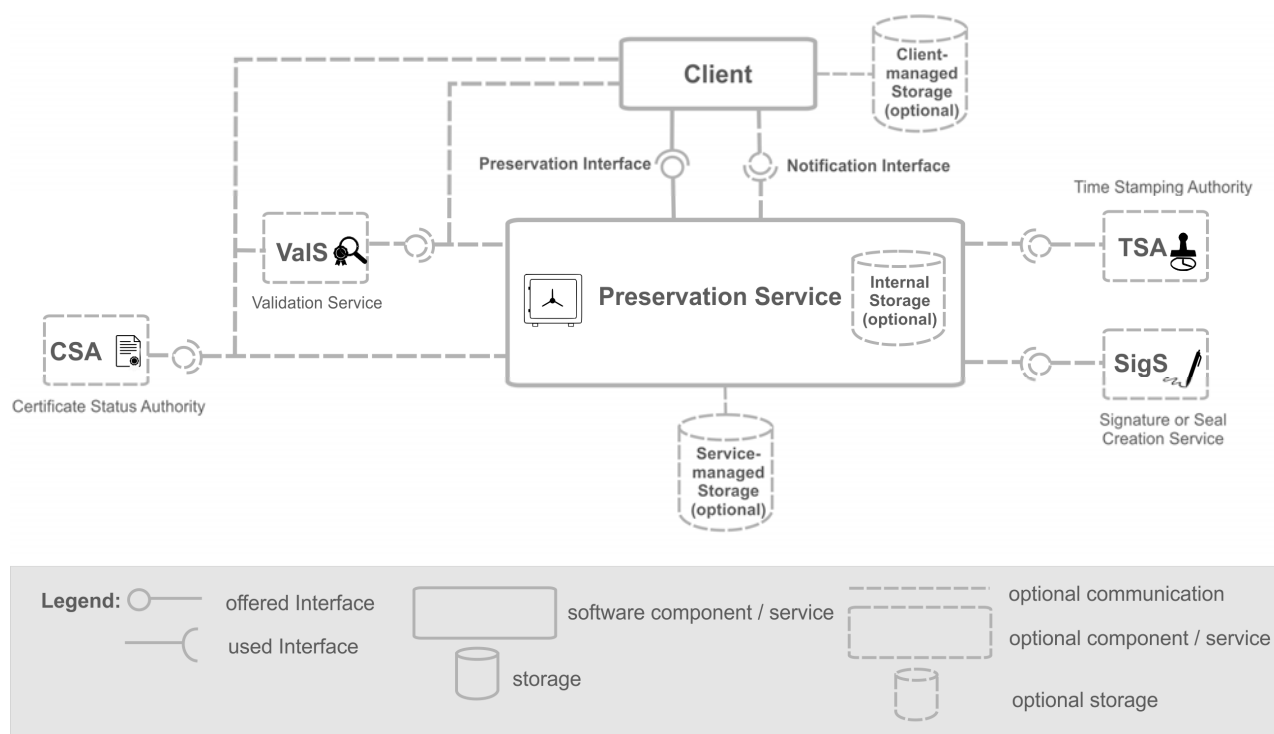 Client
Client-
managed
Storage
(optional)
Preservation Interface
Notification Interface
Time Stamping Authority
ValS
TSA
Validation Service
Preservation Service
Internal
Storage
(optional)
CSA
SigS
Certificate Status Authority
Signature or Seal
Creation Service
Service-
managed
Storage
(optional)
Legend:
offered Interface
used Interface
software component / service
storage
optional communication
optional component / service
optional storage